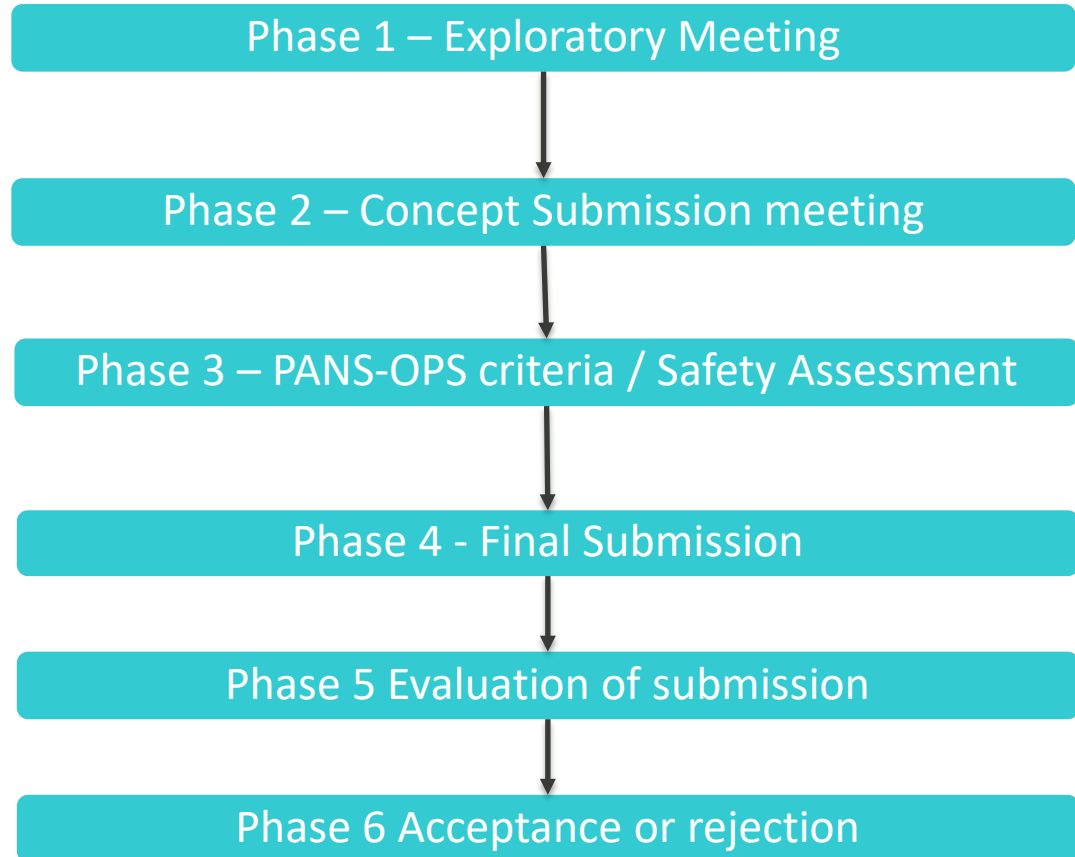 Phase 1 – Exploratory Meeting
Phase 2 – Concept Submission meeting
Phase 3 – PANS-OPS criteria / Safety Assessment
Phase 4 - Final Submission
Phase 5 Evaluation of submission
Phase 6 Acceptance or rejection